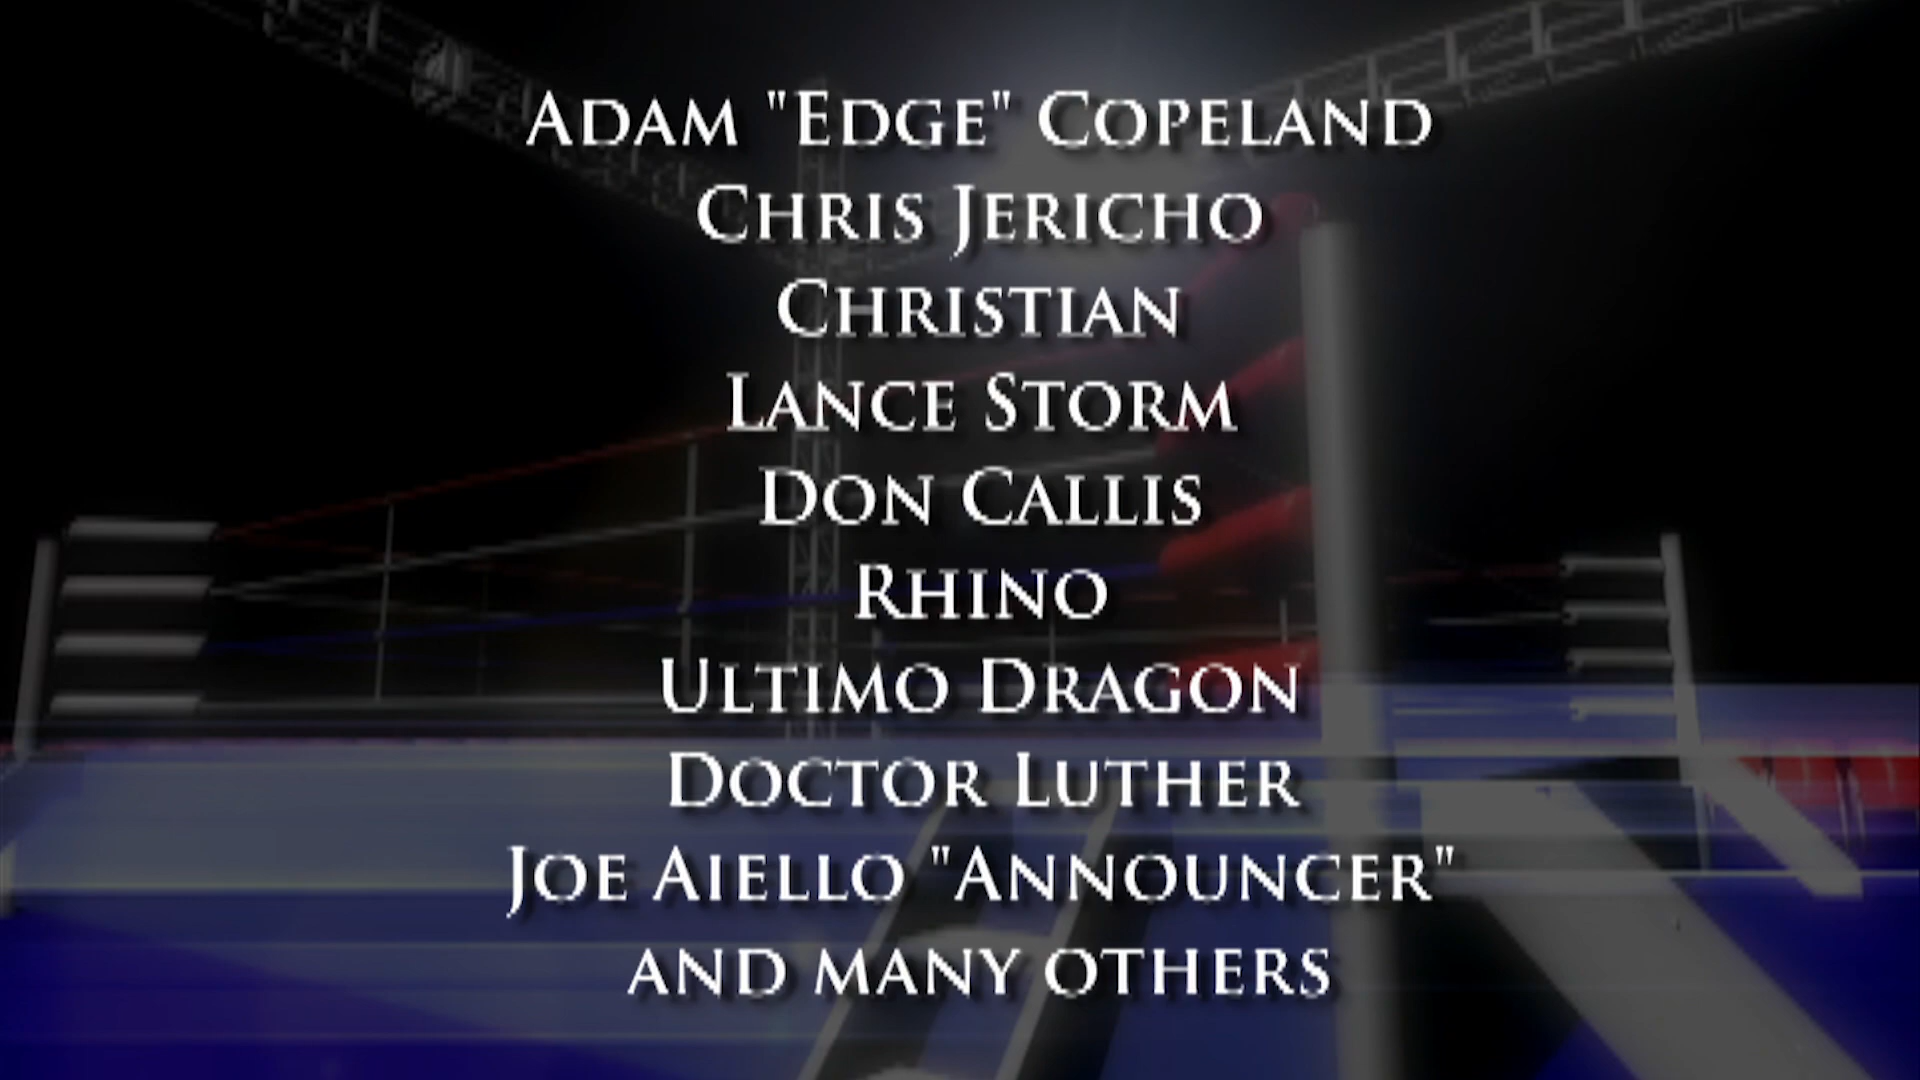 Adam "Edge" Copeland
Chris Jericho
Christian
Lance Storm
Don Callis
Rhino
Ultimo Dragon
Doctor Luther
Joe Aiello "Announcer"
and many others